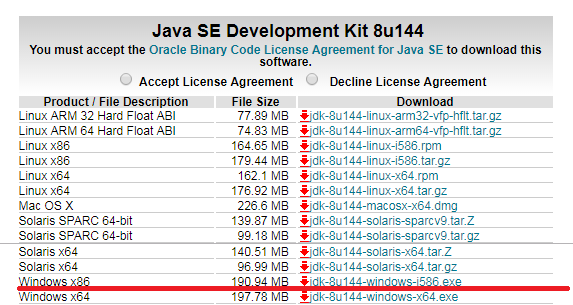 Java SE Development Kit 8u144
You must accept the Oracle Binary Code License Agreement for Java SE to download this
software.
Accept License Agreement Decline License Agreement
Product / File Description File Size Download
Linux ARM 32 Hard Float ABI 77.89 MB jdk-8u144-linux-arm32-vfp-hflt.tar.gz
Linux ARM 64 Hard Float ABI 74.83 MB jdk-8u144-linux-arm64-vfp-hflt.tar.gz
Linux x86 164.65 MB jdk-8u144-linux-i586.rpm
Linux x86 179.44 MB jdk-8u144-linux-i586.tar.gz
Linux x64 162.1 MB jdk-8u144-linux-x64.rpm
Linux x64 176.92 MB jdk-8u144-linux-x64.tar.gz
Mac OS X 226.6 MB jdk-8u144-macosx-x64.dmg
Solaris SPARC 64-bit 139.87 MB jdk-8u144-solaris-sparcv9.tar.Z
Solaris SPARC 64-bit 99.18 MB jdk-8u144-solaris-sparcv9.tar.gz
Solaris x64 140.51 MB jdk-8u144-solaris-x64.tar.Z
Solaris x64 96.99 MB jdk-8u144-solaris-x64.tar.gz
Windows x86 190.94 MB jdk-8u144-windows-i586.exe
Windows x64 197.78 MB jdk-8u144-windows-x64.exe